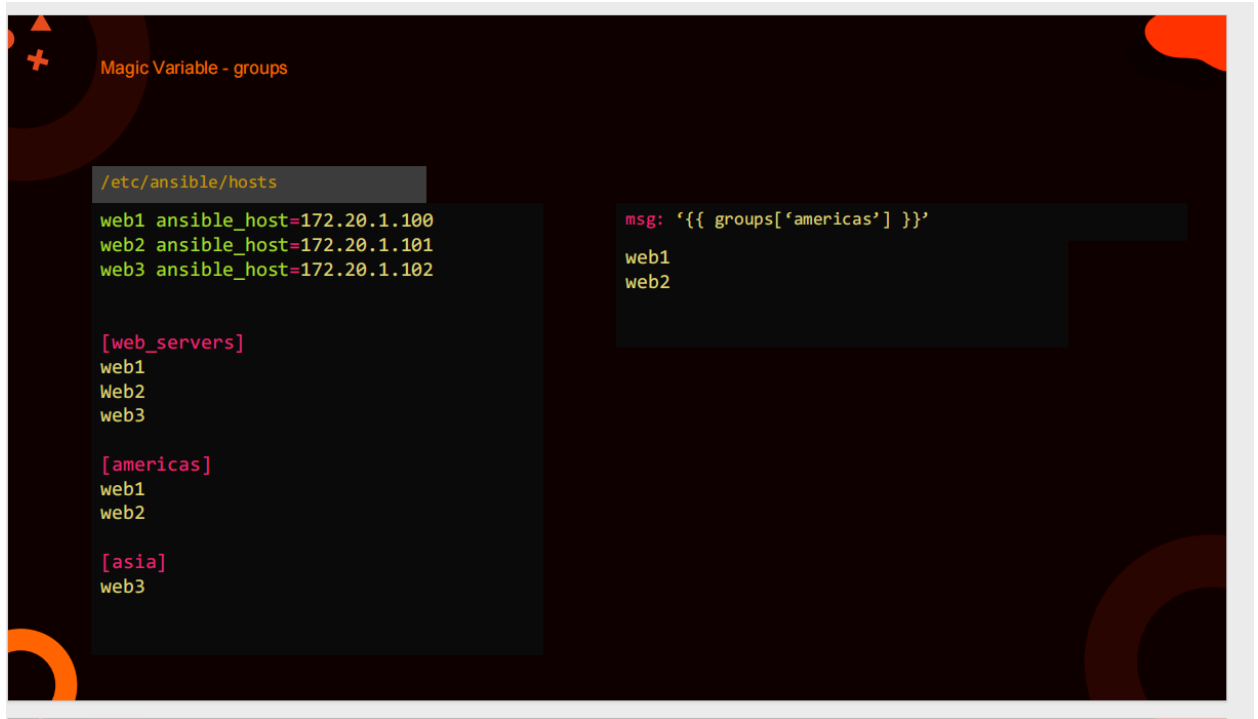 Magic Variable - groups
/etc/ansible/hosts
web1 ansible_host=172.20.1.100
web2 ansible_host=172.20.1.101
web3 ansible_host=172.20.1.102
[web_servers]
web1
Web2
web3
[americas]
web1
web2
[asia]
web3
msg: ‘{{ groups[‘americas’] }}’
web1
web2